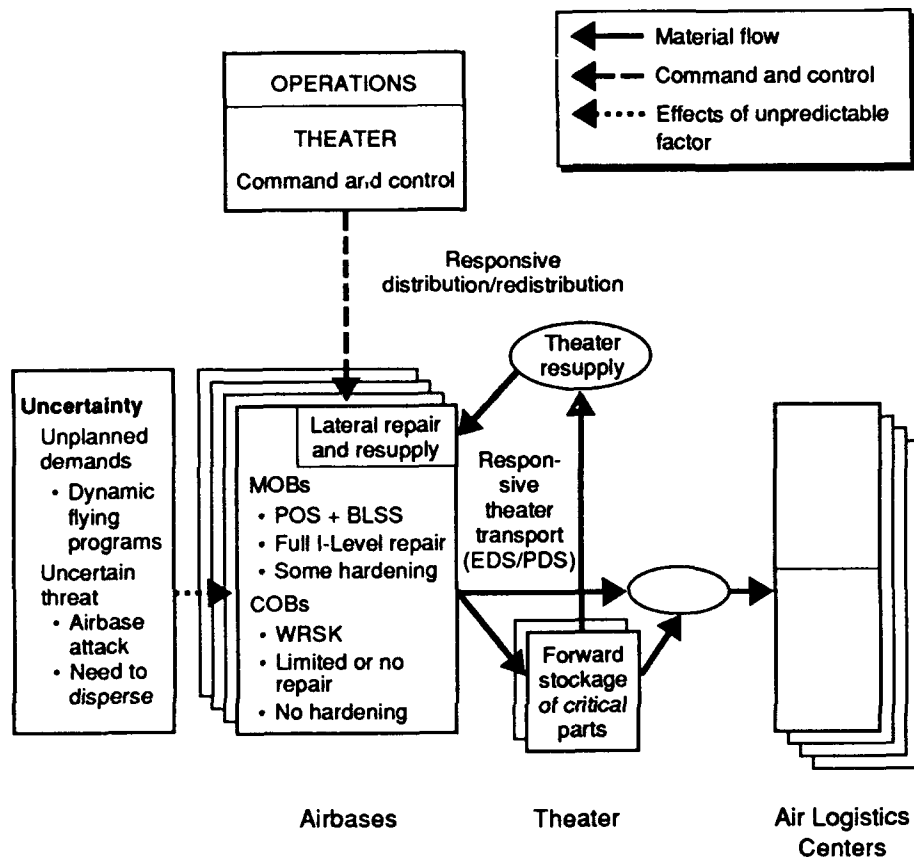 OPERATIONS
THEATER
Command and control
Material flow
Command and control
Effects of unpredictable
factor
Responsive
distribution/redistribution
Theater
resupply
Uncertainty
Unplanned
demands
• Dynamic
flying
programs
Uncertain
threat
• Airbase
attack
• Need to
disperse
Lateral repair
and resupply
MOBs
• POS + BLSS
• Full I-Level repair
• Some hardening
COBs
• WRSK
• Limited or no
repair
• No hardening
Respon-
sive
theater
transport
(EDS/PDS)
Forward
stockage
of critical
parts
Airbases
Theater
Air Logistics
Centers